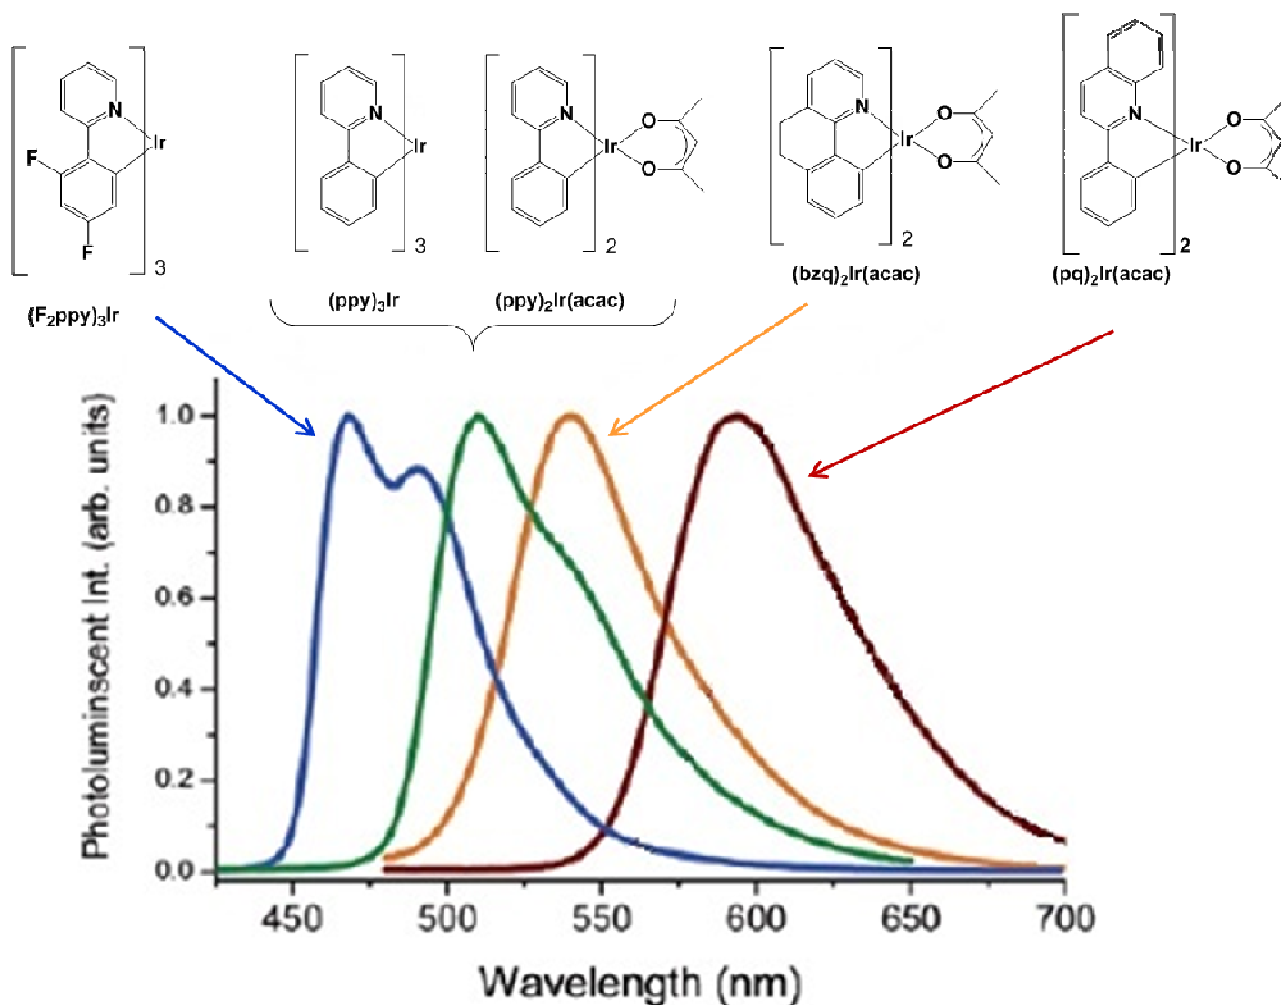 N
Ir
F
F
3
N
Ir
3
N
Ir
O
O
2
N
Ir
O
O
2
N
Ir
O
O
2
(F2ppy)3Ir
(ppy)3Ir
(ppy)2Ir(acac)
(bzq)2Ir(acac)
(pq)2Ir(acac)
Photoluminscent Int. (arb. units)
1.0
0.8
0.6
0.4
0.2
0.0
450 500 550 600 650 700
Wavelength (nm)